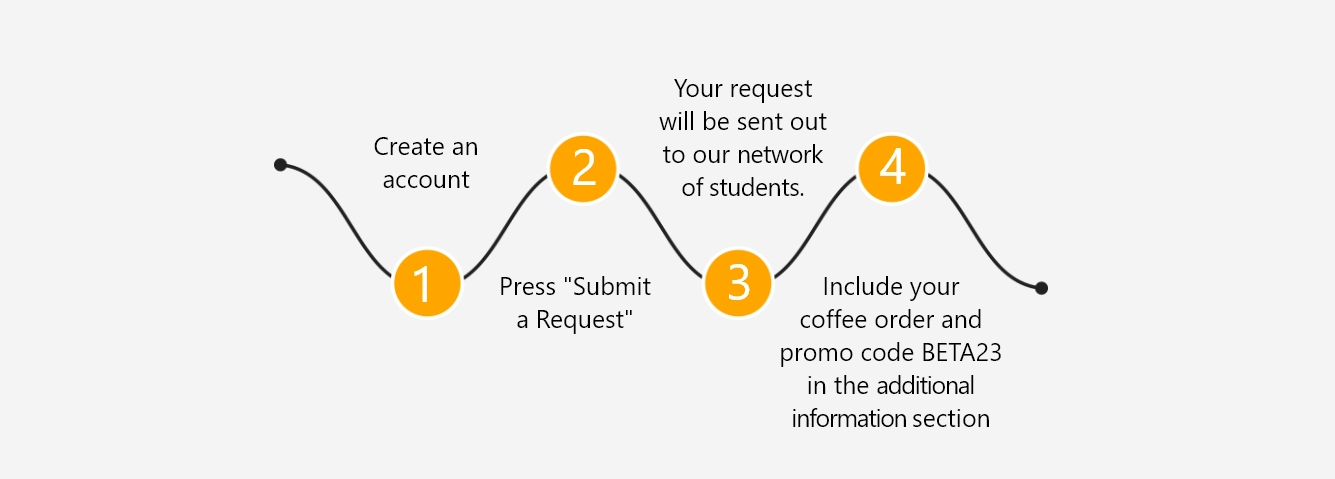 Create an
account
1
2
Press "Submit
a Request"
Your request
will be sent out
to our network
of students.
3
4
Include your
coffee order and
promo code BETA23
in the additional
information section